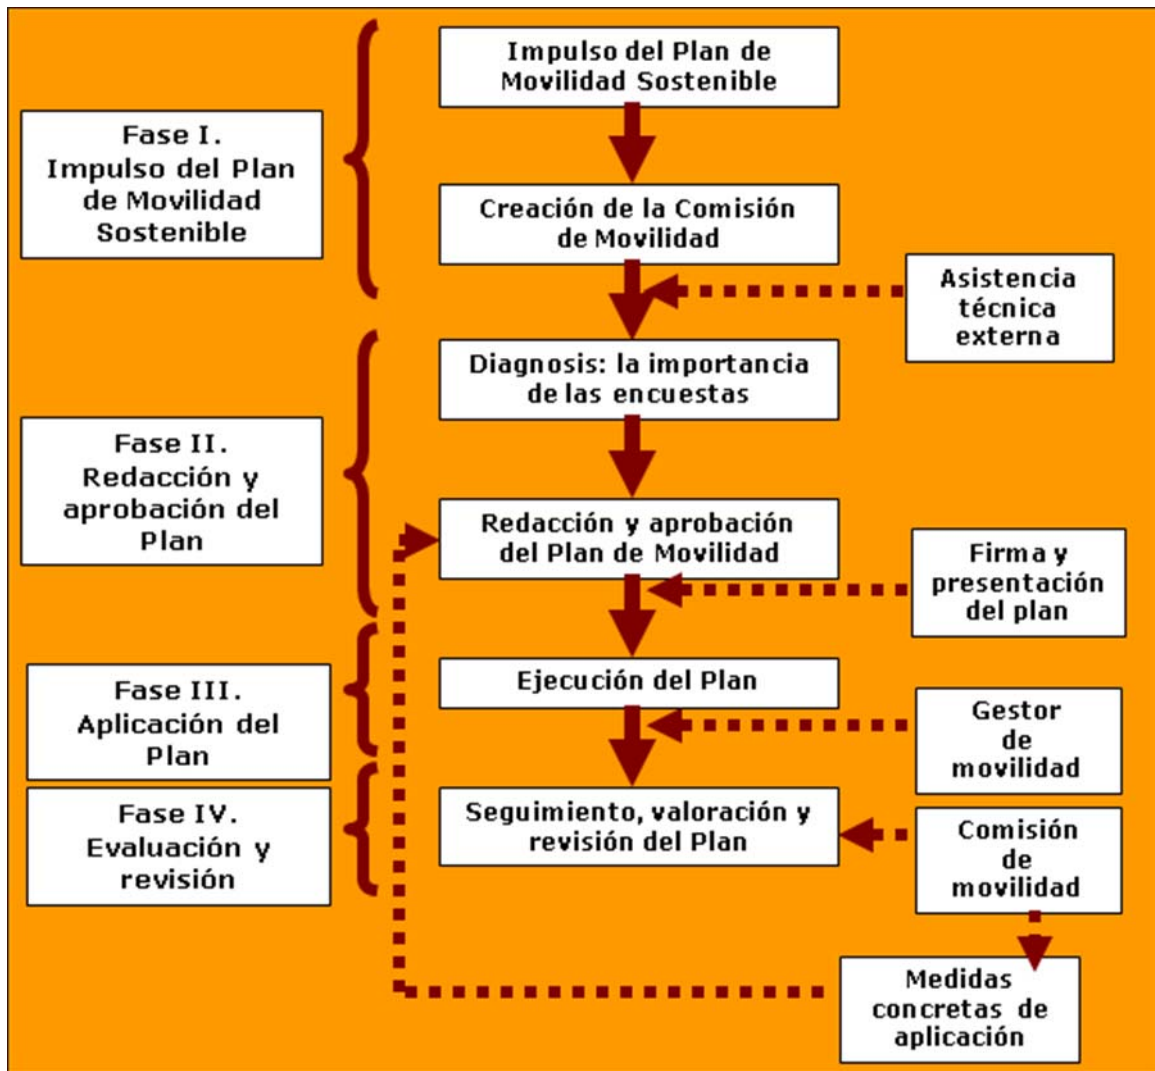 Impulso del Plan de
Movilidad Sostenible
Fase I.
Impulso del Plan
de Movilidad
Sostenible
Creación de la Comisión
de Movilidad
Asistencia
técnica
externa
Diagnosis: la importancia
de las encuestas
Fase II.
Redacción y
aprobación del
Plan
Redacción y aprobación
del Plan de Movilidad
Firma y
presentación
del plan
Fase III.
Aplicación del
Plan
Ejecución del Plan
Gestor
de
movilidad
Fase IV.
Evaluación y
revisión
Seguimiento, valoración y
revisión del Plan
Comisión
de
movilidad
Medidas
concretas de
aplicación